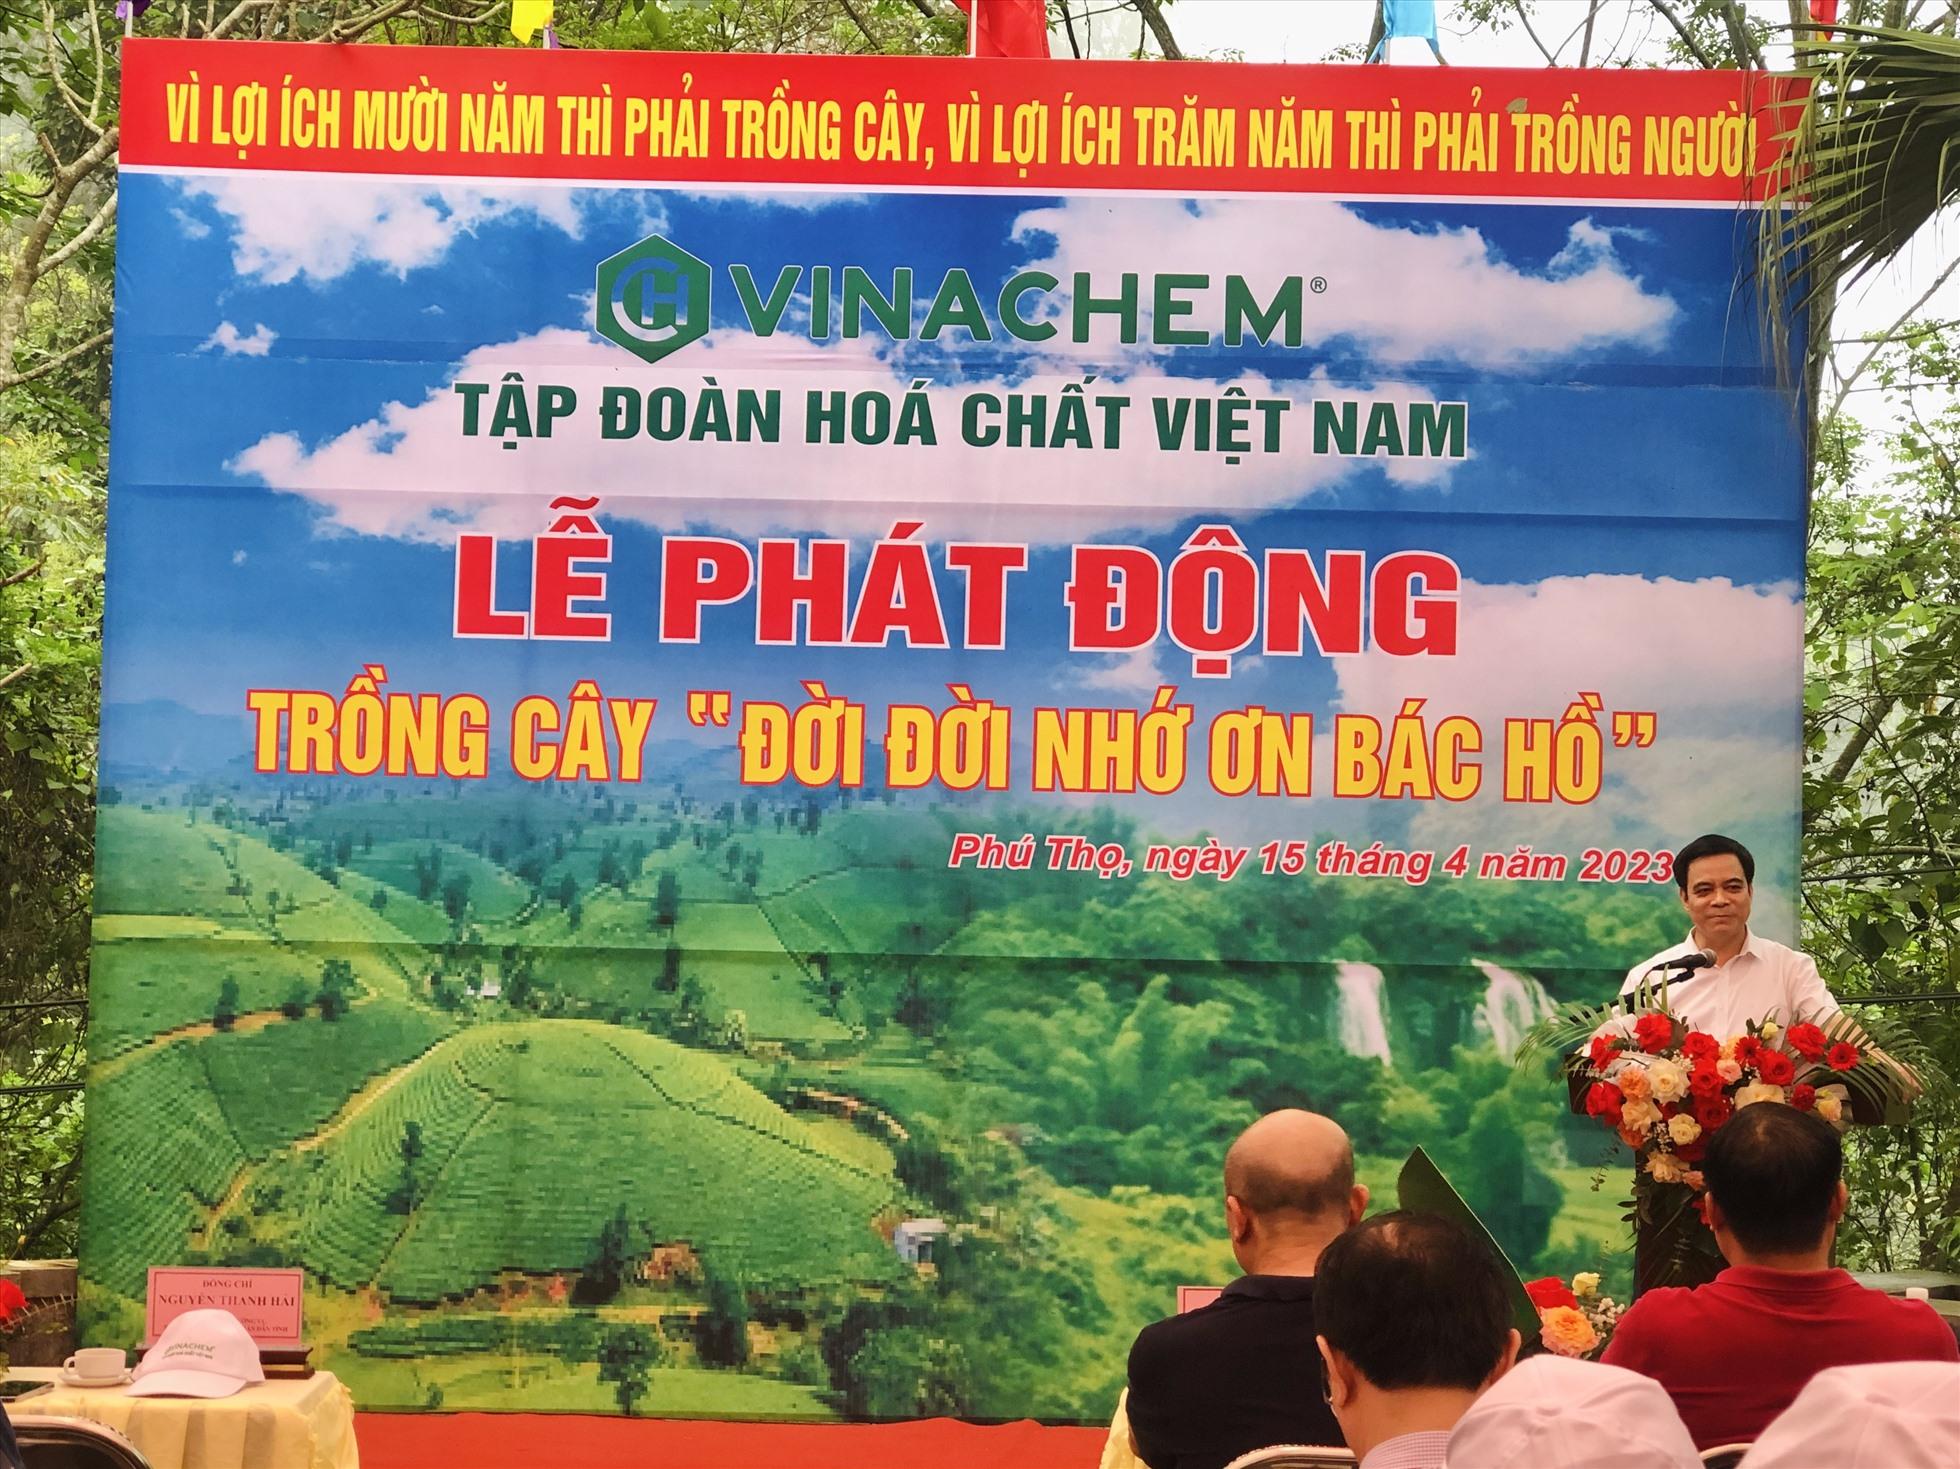 VÌ LỢI ÍCH MƯỜI NĂM THÌ PHẢI TRỒNG CÂY, VÌ LỢI ÍCH TRĂM NĂM THÌ PHẢI TRỒNG NGƯỜI
CH VINACHEM®
TẬP ĐOÀN HOÁ CHẤT VIỆT NAM
LỄ PHÁT ĐỘNG
TRỒNG CÂY “ĐỜI ĐỜI NHỚ ƠN BÁC HỒ”
Phú Thọ, ngày 15 tháng 4 năm 2023
ĐỒNG CHÍ
NGUYỄN THANH HẢI
VINACHEM